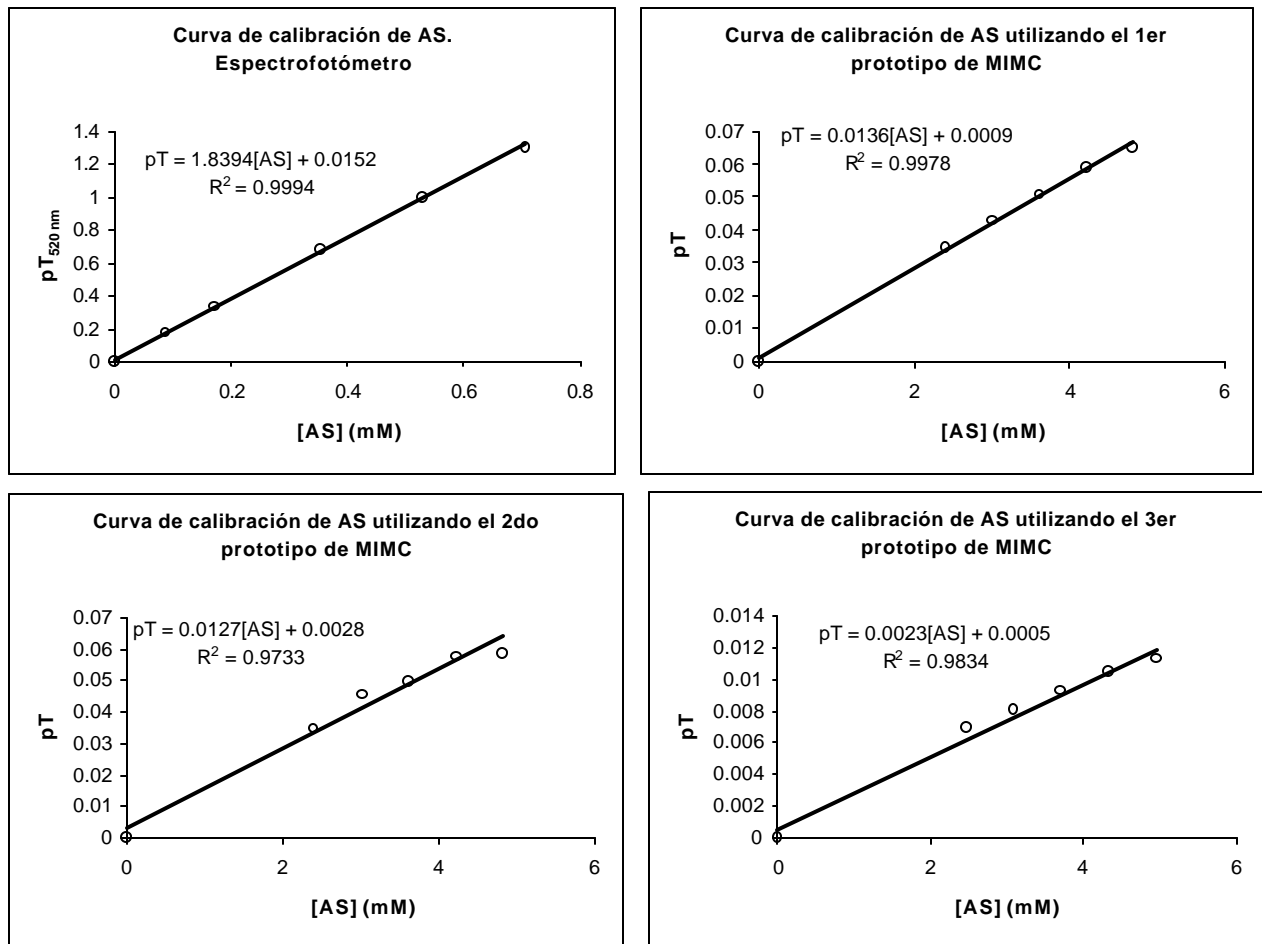 Curva de calibración de AS.
Espectrofotómetro
pT = 1.8394[AS] + 0.0152
R² = 0.9994
pT520 nm
1.4
1.2
1
0.8
0.6
0.4
0.2
0
0 0.2 0.4 0.6 0.8
[AS] (mM)
Curva de calibración de AS utilizando el 1er
prototipo de MIMC
pT = 0.0136[AS] + 0.0009
R² = 0.9978
pT
0.07
0.06
0.05
0.04
0.03
0.02
0.01
0
0 2 4 6
[AS] (mM)
Curva de calibración de AS utilizando el 2do
prototipo de MIMC
pT = 0.0127[AS] + 0.0028
R² = 0.9733
pT
0.07
0.06
0.05
0.04
0.03
0.02
0.01
0
0 2 4 6
[AS] (mM)
Curva de calibración de AS utilizando el 3er
prototipo de MIMC
pT = 0.0023[AS] + 0.0005
R² = 0.9834
pT
0.014
0.012
0.01
0.008
0.006
0.004
0.002
0
0 2 4 6
[AS] (mM)